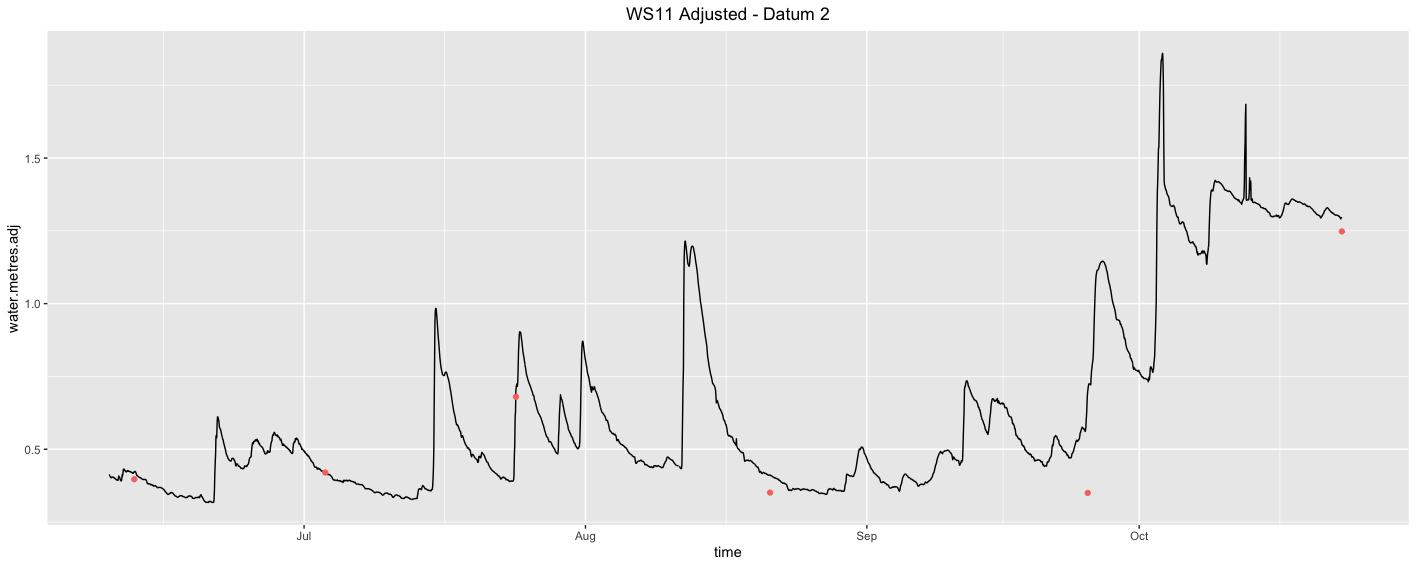 WS11 Adjusted - Datum 2
water.metres.adj
1.5
1.0
0.5
Jul Aug Sep Oct
time